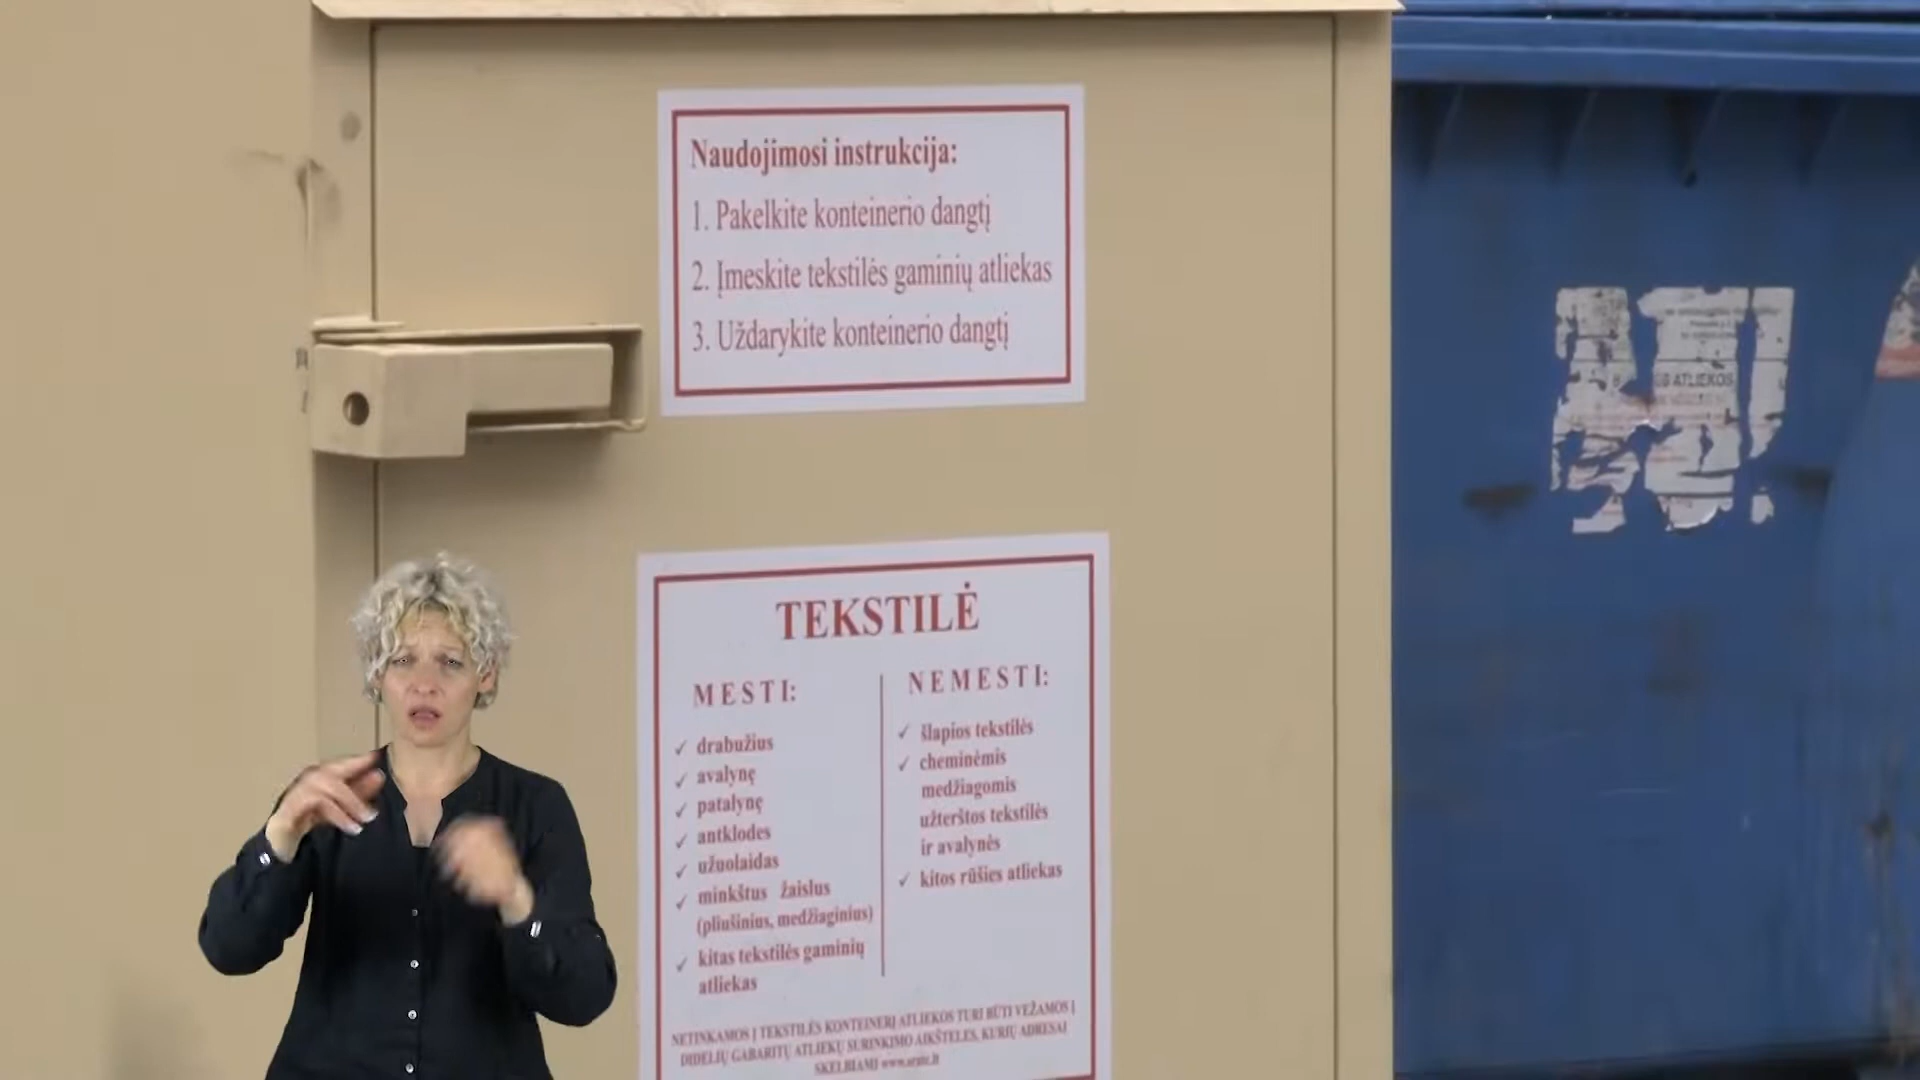 Naudojimosi instrukcija:
1. Pakelkite konteinerio dangtį
2. Įmeskite tekstilės gaminių atliekas
3. Uždarykite konteinerio dangtį
TEKSTILĖ
MESTI:
✓ drabužius
✓ avalynę
✓ patalynę
✓ antklodes
✓ užuolaidas
✓ minkštus žaislus
(pliušinius, medžiaginius)
✓ kitas tekstilės gaminių
atliekas
NEMESTI:
✓ šlapios tekstilės
✓ cheminėmis
medžiagomis
užterštos tekstilės
ir avalynės
✓ kitos rūšies atliekas
NETINKAMOS Į TEKSTILĖS KONTEINERĮ ATLIEKOS TURI BŪTI VEŽAMOS Į
DIDELIŲ GABARITŲ ATLIEKŲ SURINKIMO AIKŠTELES, KURIŲ ADRESAI
SKELBIAMI
ATLIEKOS